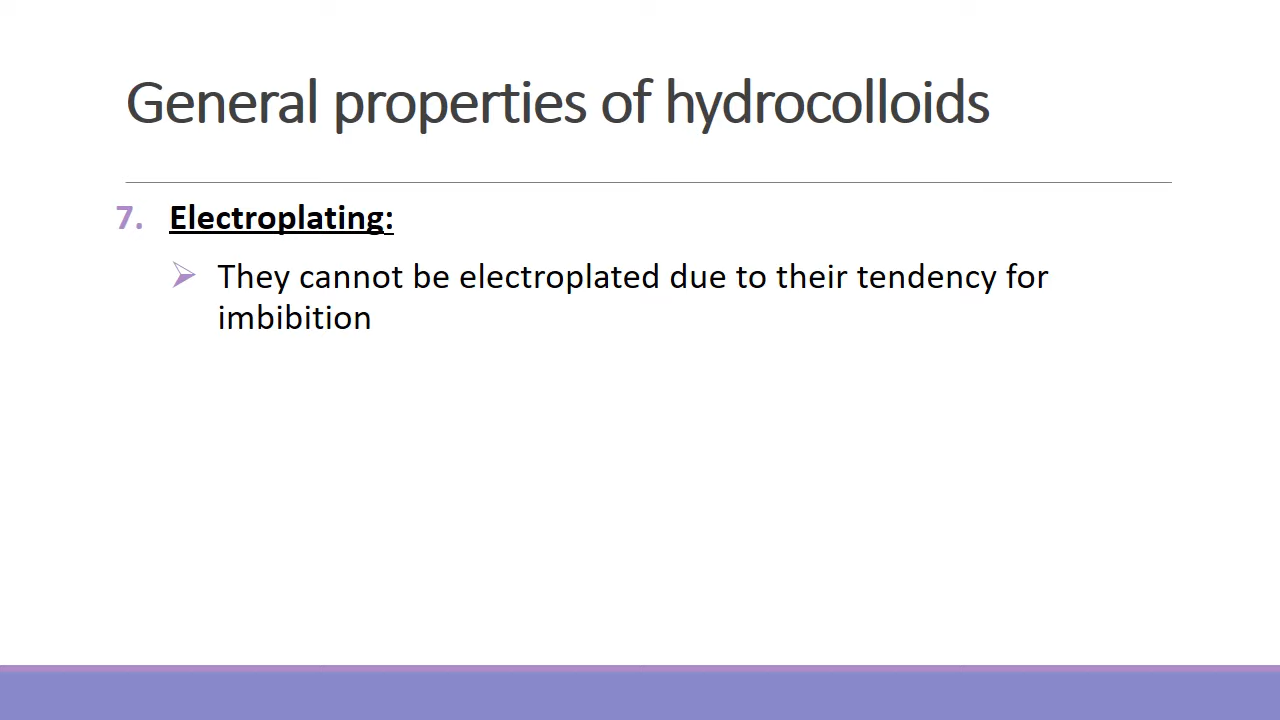 General properties of hydrocolloids
7. Electroplating:
They cannot be electroplated due to their tendency for
imbibition